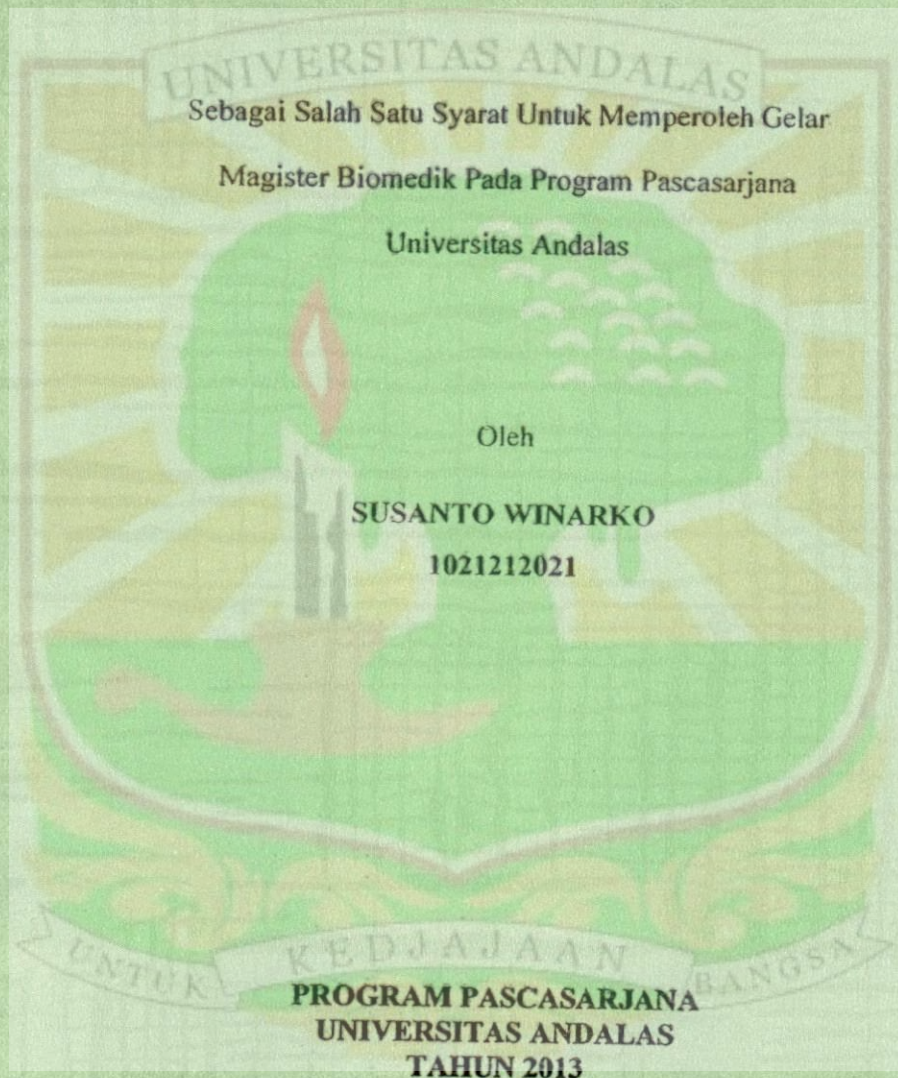 UNIVERSITAS ANDALAS
Sebagai Salah Satu Syarat Untuk Memperoleh Gelar
Magister Biomedik Pada Program Pascasarjana
Universitas Andalas
Oleh
SUSANTO WINARKO
1021212021
UNTUK KEDJAJAAN BANGSA
PROGRAM PASCASARJANA
UNIVERSITAS ANDALAS
TAHUN 2013